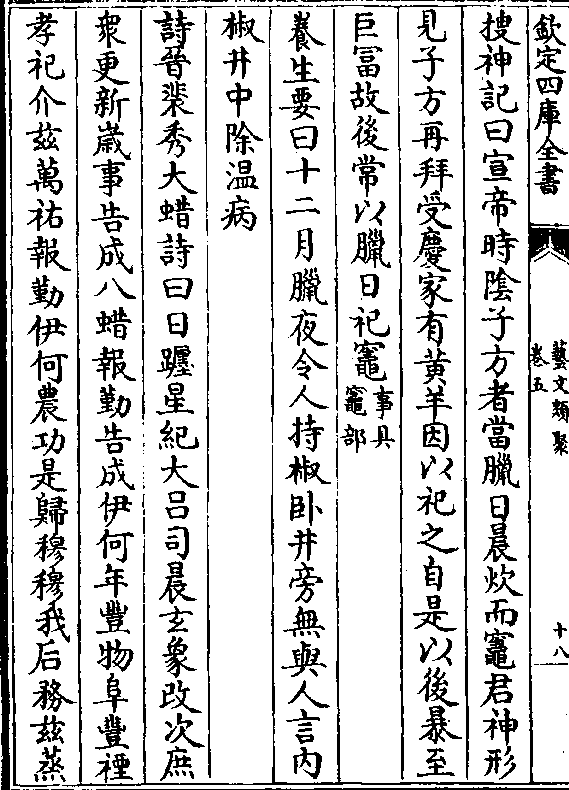 欽定四庫全書
藝文類聚
卷五
十八
搜神記曰宣帝時陰子方者當臘日晨炊而竈君神形
見子方再拜受慶家有黃羊因以祀之自是以後暴至
巨冨故後常以臘日祀竈事具
竈部
養生要曰十二月臘夜令人持椒卧井旁無與人言内
椒井中除温病
詩晉裴秀大蜡詩曰日躔星紀大吕司晨玄象改次庶
衆更新歲事告成八蜡報勤告成伊何年豐物阜豐禋
孝祀介兹萬祐報勤伊何農功是歸穆穆我后務兹蒸